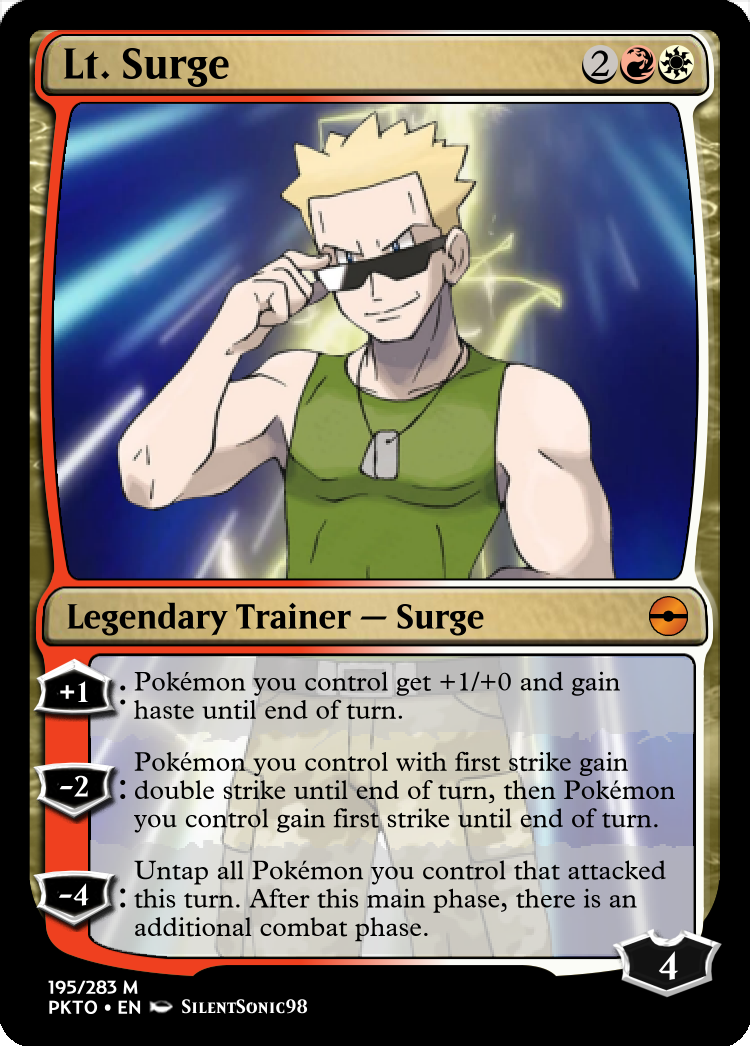 Lt. Surge
2
Legendary Trainer — Surge
+1
: Pokémon you control get +1/+0 and gain
haste until end of turn.
-2
Pokémon you control with first strike gain
: double strike until end of turn, then Pokémon
you control gain first strike until end of turn.
-4
Untap all Pokémon you control that attacked
: this turn. After this main phase, there is an
additional combat phase.
4
195/283 M
PKTO • EN SilentSonic98